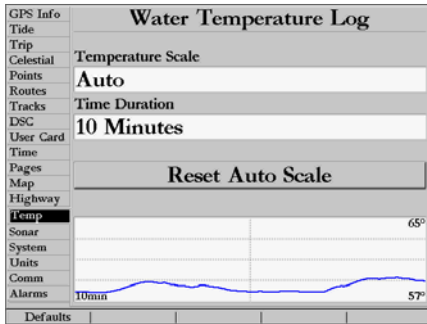 GPS Info
Tide
Trip
Celestial
Points
Routes
Tracks
DSC
User Card
Time
Pages
Map
Highway
Temp
Sonar
System
Units
Comm
Alarms
Water Temperature Log
Temperature Scale
Auto
Time Duration
10 Minutes
Reset Auto Scale
65°
10min
57°
Defaults